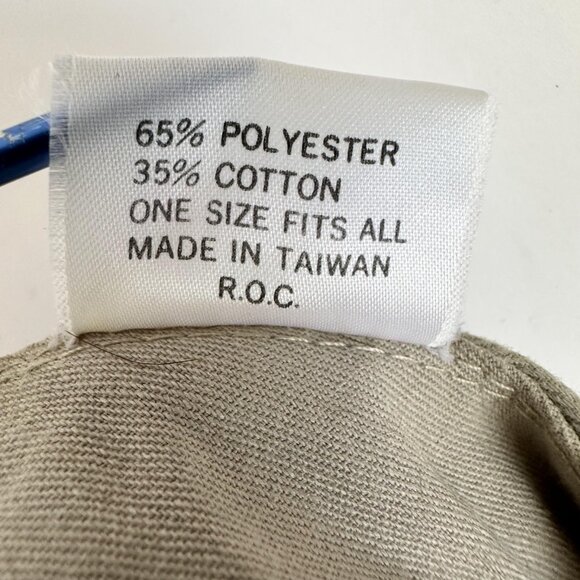 65% POLYESTER
35% COTTON
ONE SIZE FITS ALL
MADE IN TAIWAN
R.O.C.